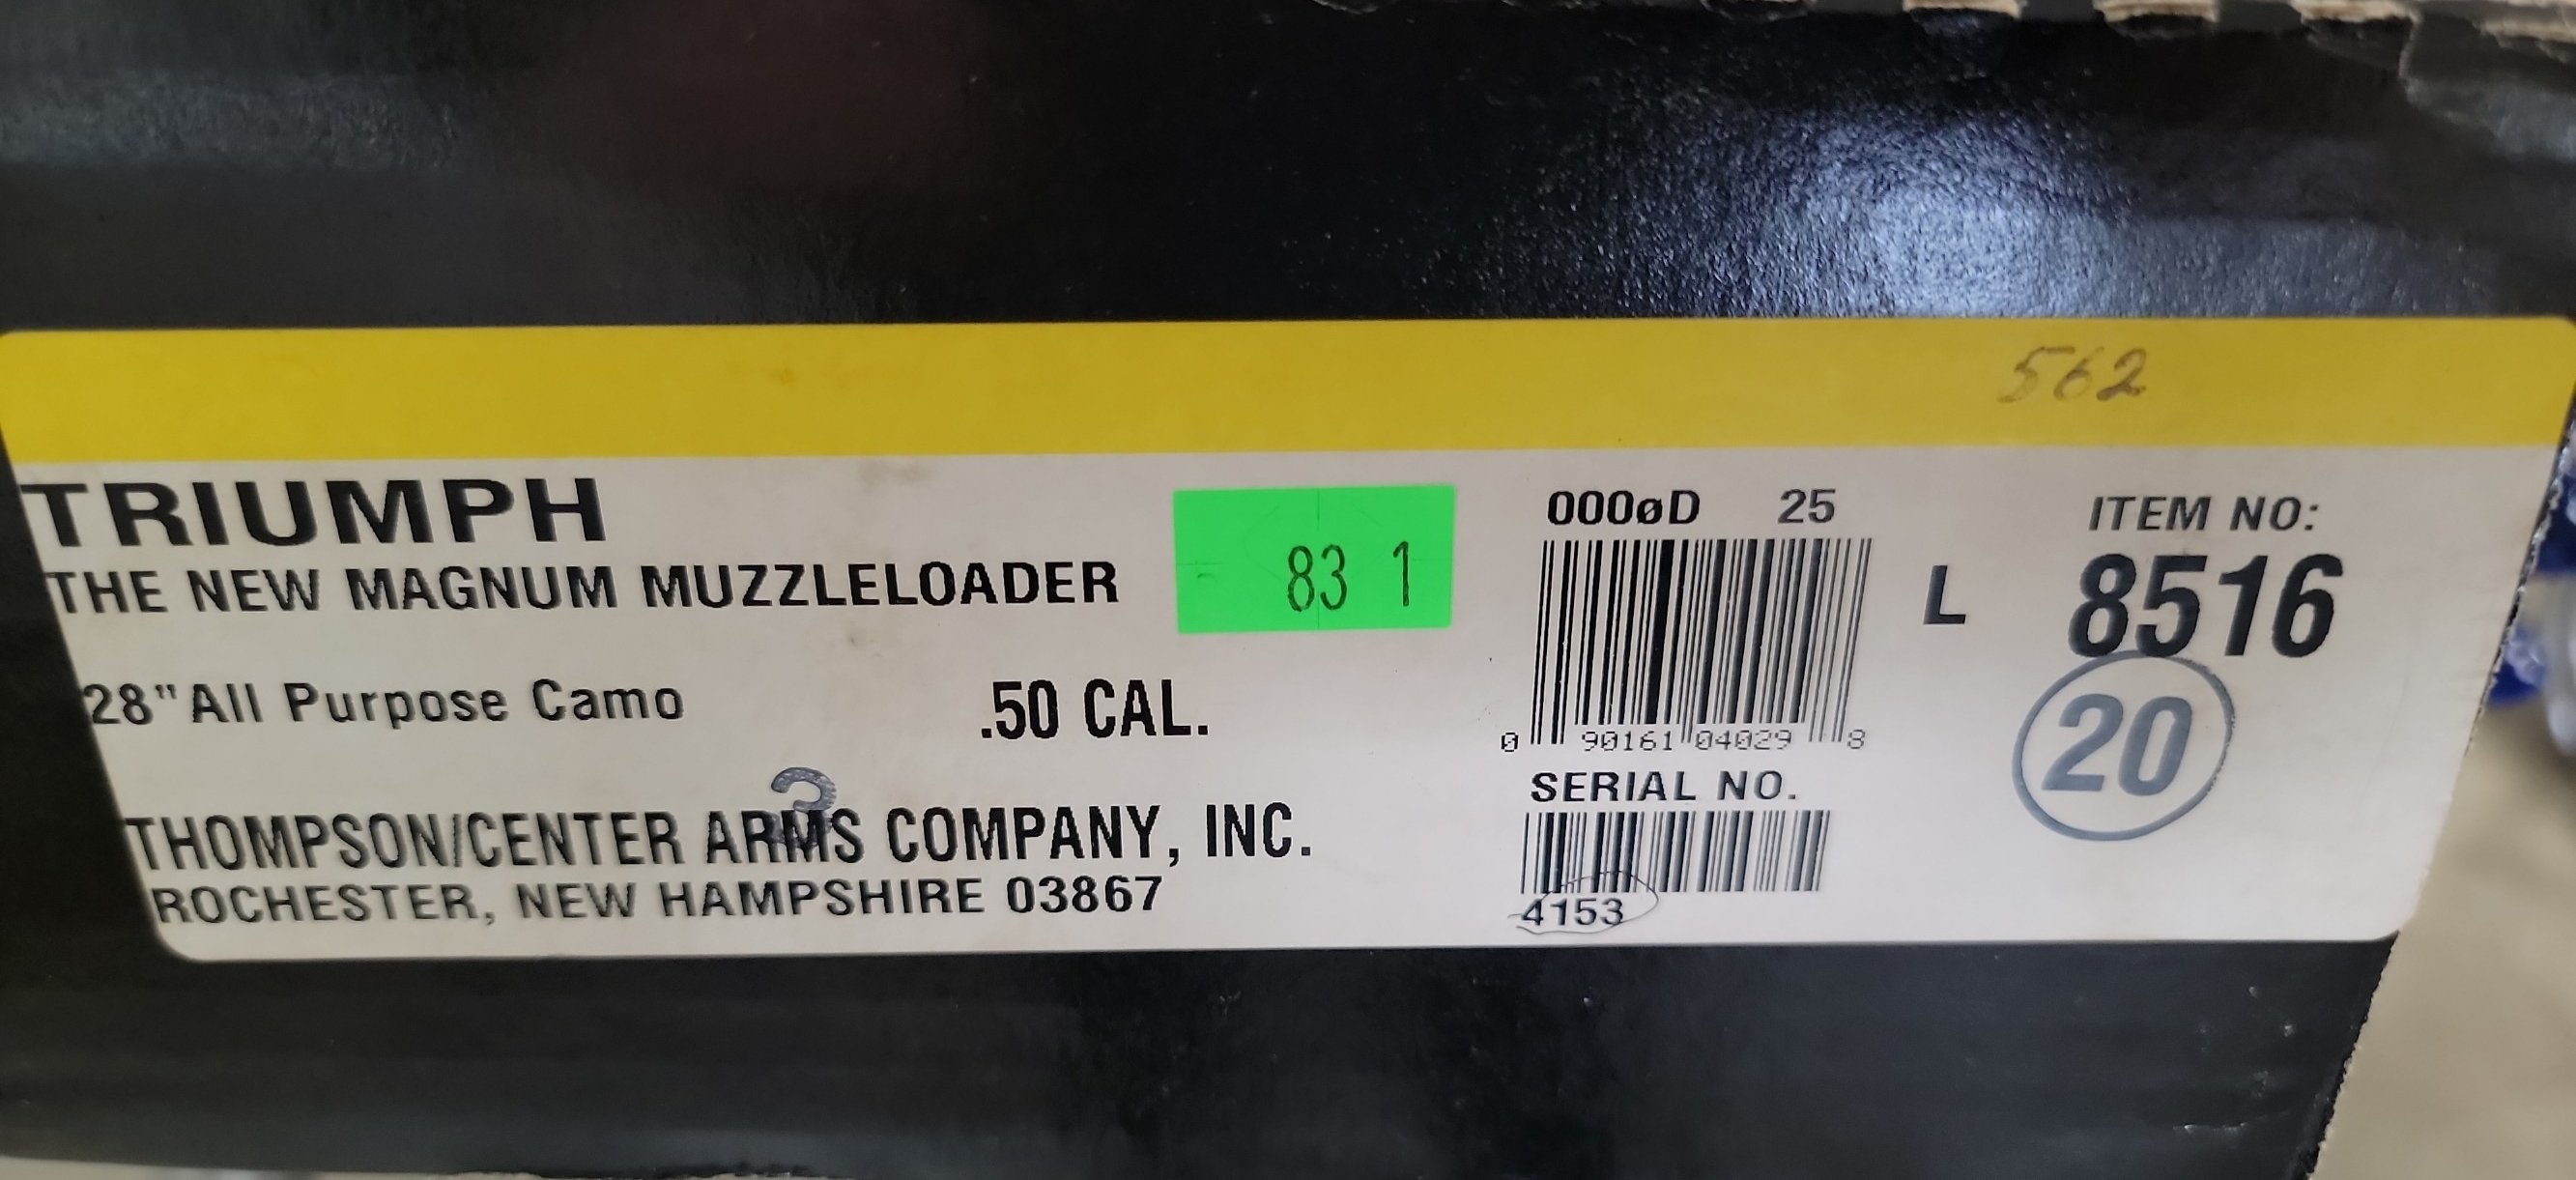 562
TRIUMPH
THE NEW MAGNUM MUZZLELOADER
28" All Purpose Camo
.50 CAL.
3
THOMPSON/CENTER ARMS COMPANY, INC.
ROCHESTER, NEW HAMPSHIRE 03867
83 1
000øD 25
0 90161 04029 8
SERIAL NO.
4153
L
ITEM NO:
8516
20